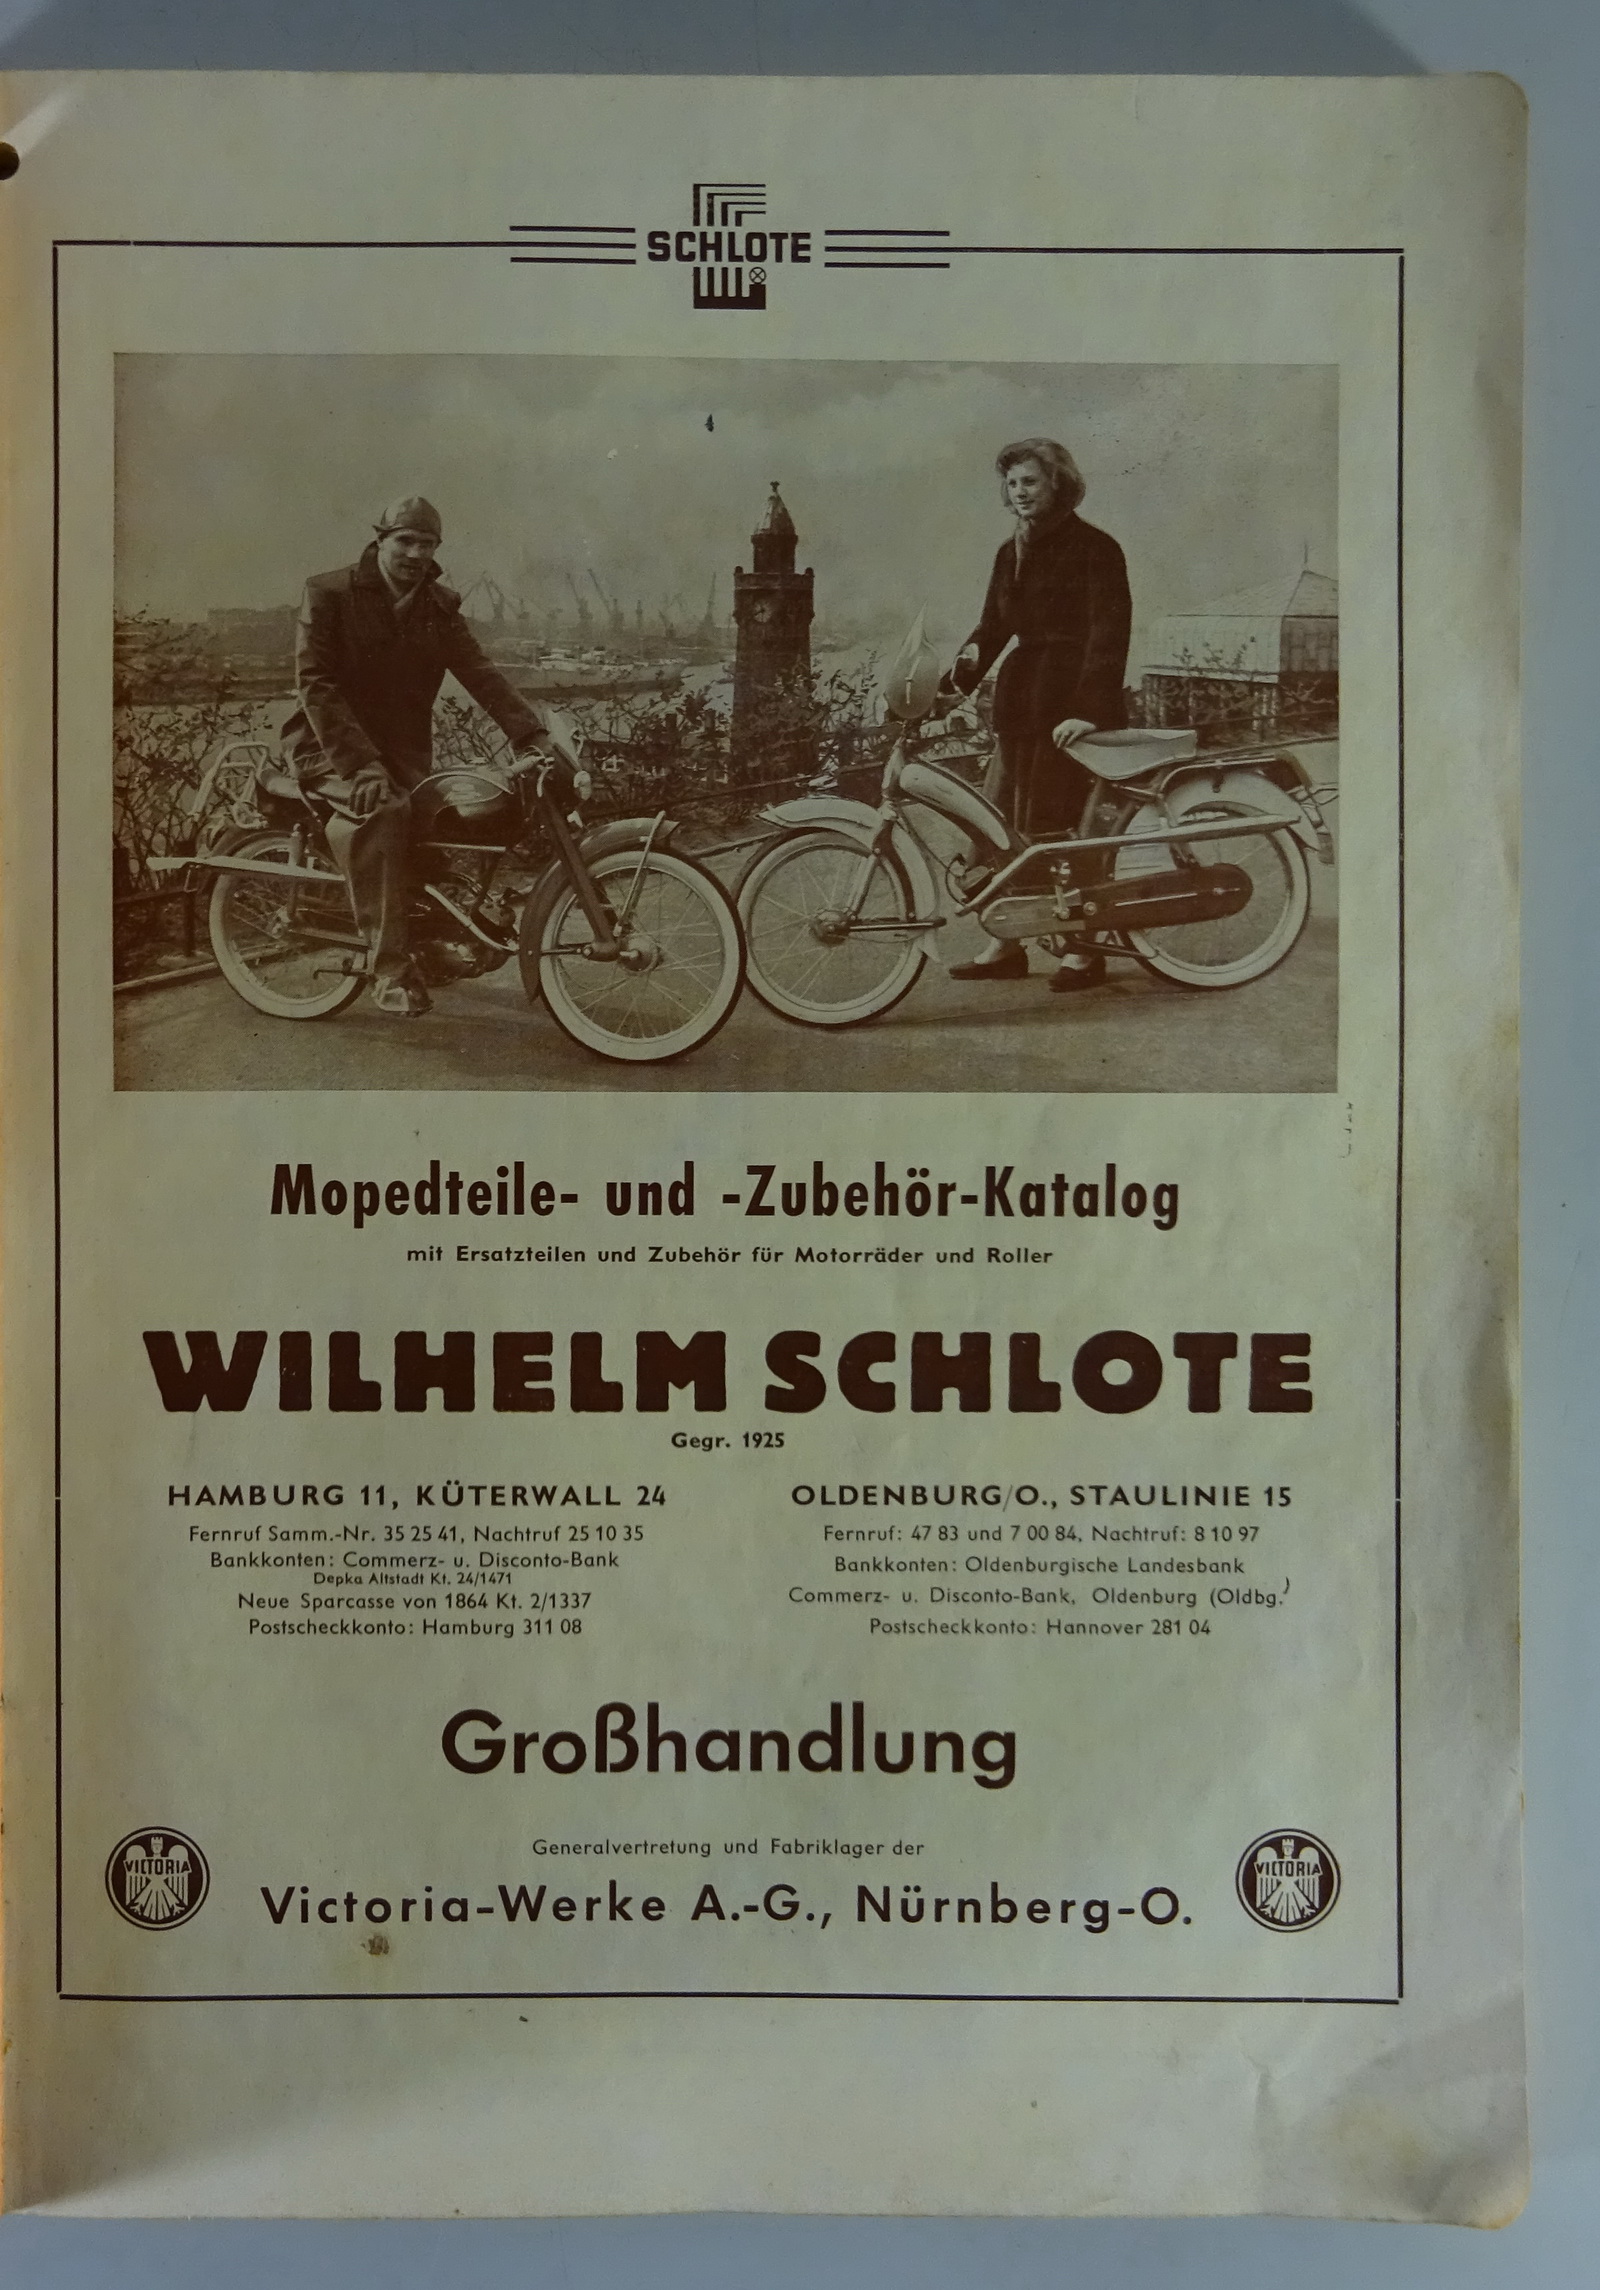 SCHLOTE
Mopedteile- und -Zubehör-Katalog
mit Ersatzteilen und Zubehör für Motorräder und Roller
WILHELM SCHLOTE
Gegr. 1925
HAMBURG 11, KÜTERWALL 24
Fernruf Samm.-Nr. 35 25 41, Nachtruf 25 10 35
Bankkonten: Commerz- u. Disconto-Bank
Depka Altstadt Kt. 24/1471
Neue Sparcasse von 1864 Kt. 2/1337
Postscheckkonto: Hamburg 311 08
OLDENBURG/O., STAULINIE 15
Fernruf: 47 83 und 7 00 84, Nachtruf: 8 10 97
Bankkonten: Oldenburgische Landesbank
Commerz- u. Disconto-Bank, Oldenburg (Oldbg.)
Postscheckkonto: Hannover 281 04
Großhandlung
Generalvertretung und Fabriklager der
Victoria-Werke A.-G., Nürnberg-O.
VICTORIA
VICTORIA